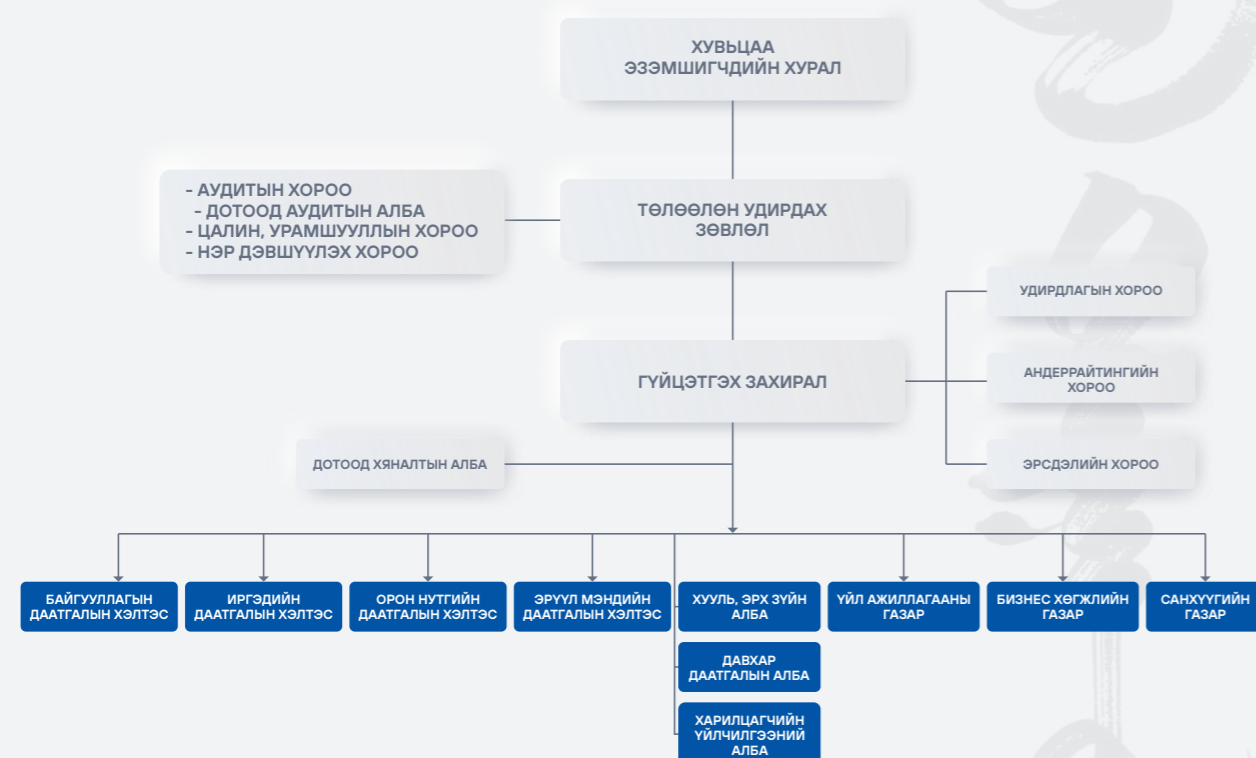 ХУВЬЦАА
ЭЗЭМШИГЧДИЙН ХУРАЛ
- АУДИТЫН ХОРОО
- ДОТООД АУДИТЫН АЛБА
- ЦАЛИН, УРАМШУУЛЛЫН ХОРОО
- НЭР ДЭВШҮҮЛЭХ ХОРОО
ТӨЛӨӨЛӨН УДИРДАХ
ЗӨВЛӨЛ
УДИРДЛАГЫН ХОРОО
ГҮЙЦЭТГЭХ ЗАХИРАЛ
АНДЕРРАЙТИНГИЙН
ХОРОО
ДОТООД ХЯНАЛТЫН АЛБА
ЭРСДЭЛИЙН ХОРОО
БАЙГУУЛЛАГЫН
ДААТГАЛЫН ХЭЛТЭС
ИРГЭДИЙН
ДААТГАЛЫН ХЭЛТЭС
ОРОН НУТГИЙН
ДААТГАЛЫН ХЭЛТЭС
ЭРҮҮЛ МЭНДИЙН
ДААТГАЛЫН ХЭЛТЭС
ХУУЛЬ, ЭРХ ЗҮЙН
АЛБА
ҮЙЛ АЖИЛЛАГААНЫ
ГАЗАР
БИЗНЕС ХӨГЖЛИЙН
ГАЗАР
САНХҮҮГИЙН
ГАЗАР
ДАВХАР
ДААТГАЛЫН АЛБА
ХАРИЛЦАГЧИЙН
ҮЙЛЧИЛГЭЭНИЙ
АЛБА